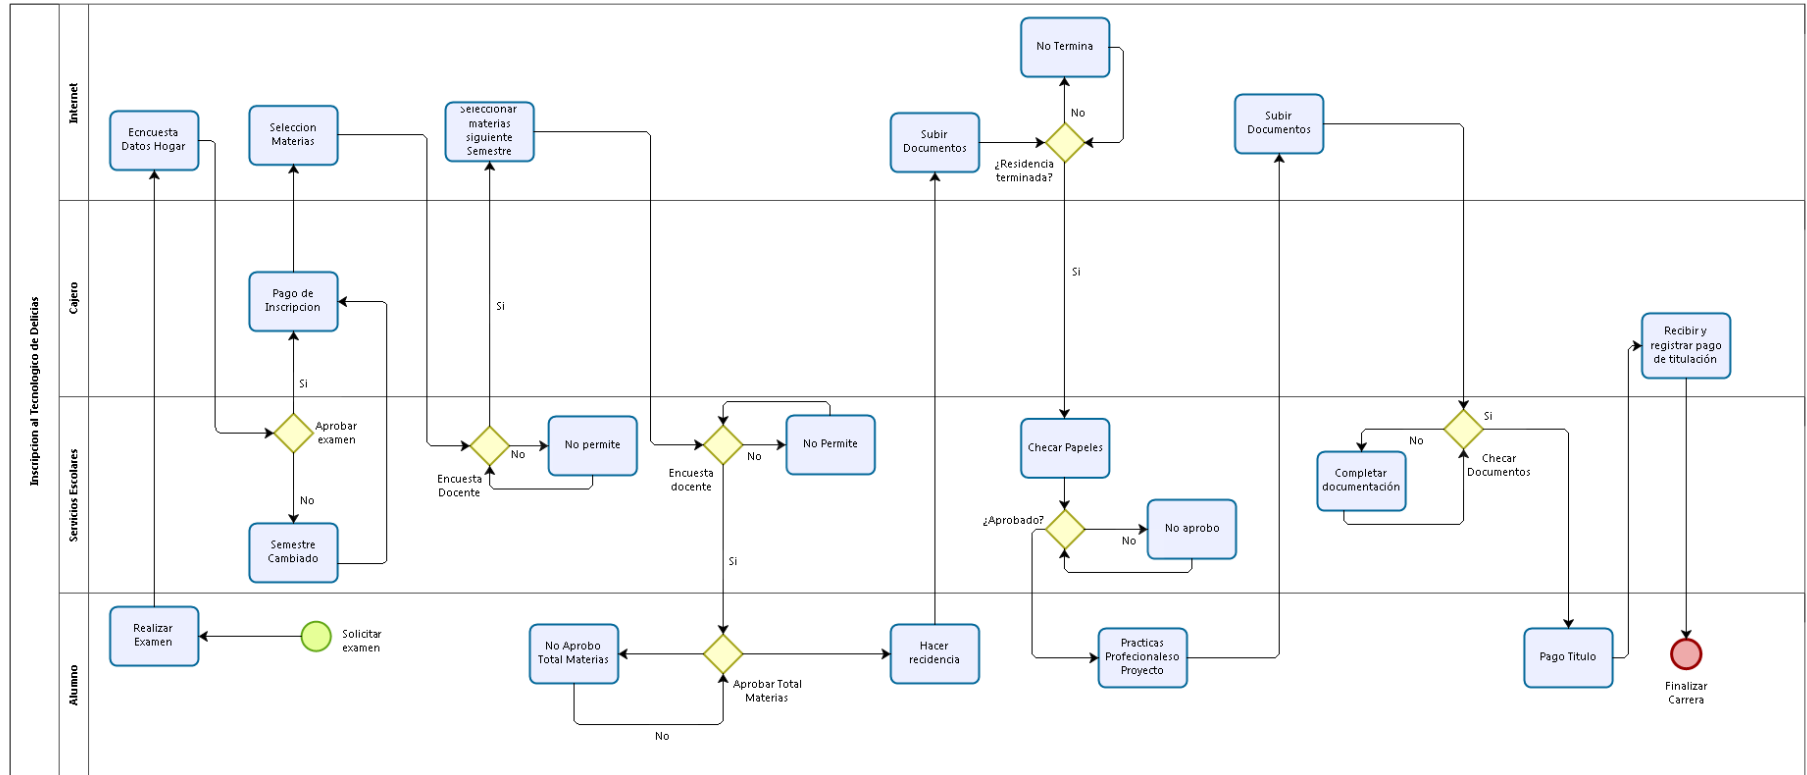 Inscripcion al Tecnologico de Delicias
Internet
Ecncuesta
Datos Hogar
Seleccion
Materias
Seleccionar
materias
siguiente
Semestre
Subir
Documentos
No Termina
No
¿Residencia
terminada?
Subir
Documentos
Cajero
Pago de
Inscripcion
Si
Si
Si
Recibir y
registrar pago
de titulación
Servicios Escolares
Aprobar
examen
No
Semestre
Cambiado
Encuesta
Docente
No
No permite
Encuesta
docente
No
No Permite
Si
Checar Papeles
¿Aprobado?
No
No aprobo
Si
No
Checar
Documentos
Completar
documentación
Alumno
Realizar
Examen
Solicitar
examen
No Aprobo
Total Materias
No
Aprobar Total
Materias
Hacer
recidencia
Practicas
Profecionaleso
Proyecto
Pago Titulo
Finalizar
Carrera